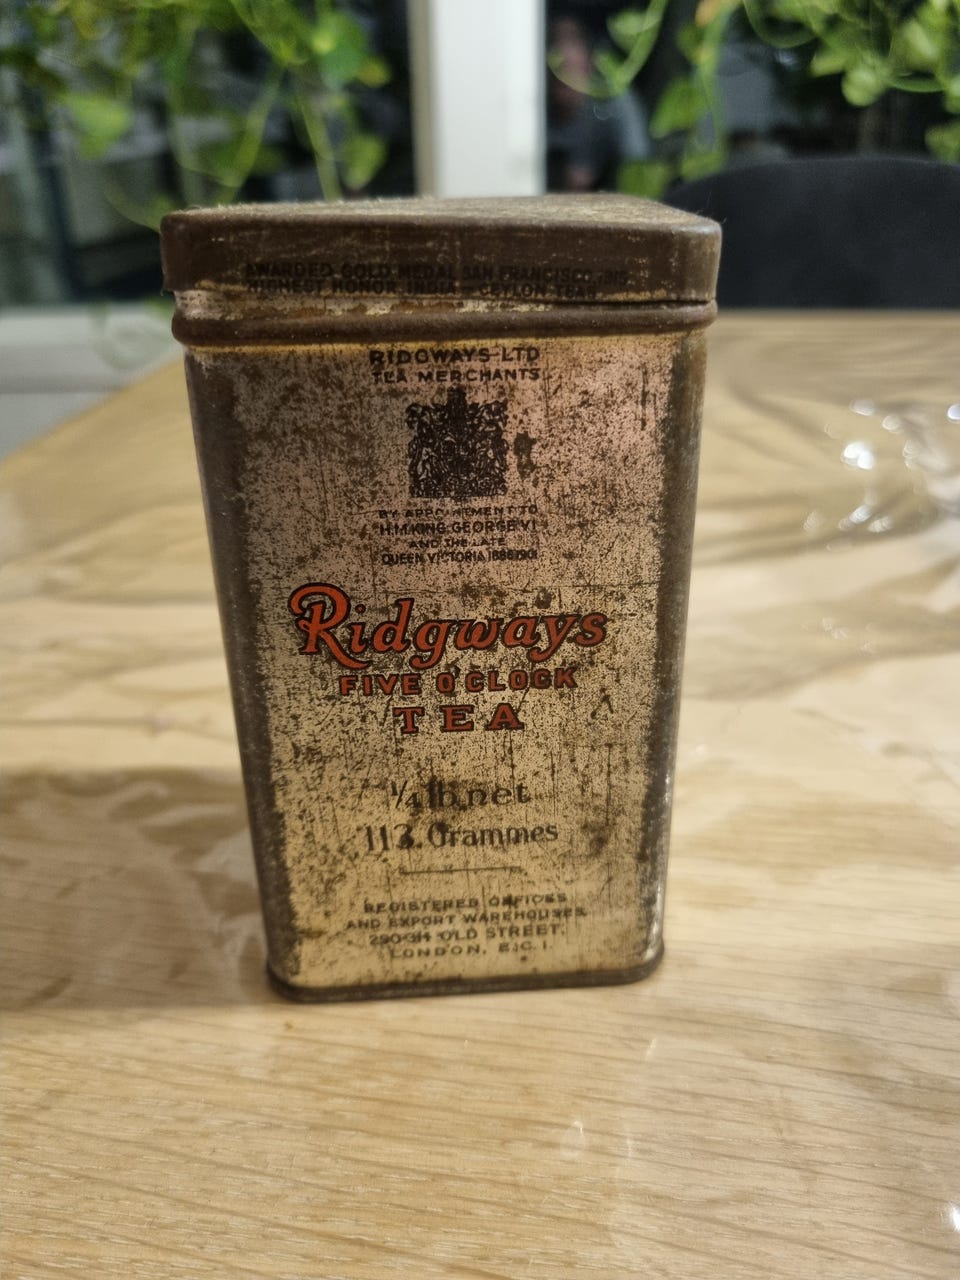 AWARDED GOLD MEDAL SAN FRANCISCO 1915
HIGHEST HONOR INDIA - CEYLON TEAS
RIDGWAYS LTD
TEA MERCHANTS
BY APPOINTMENT TO
H.M.KING GEORGE VI
AND THE LATE
QUEEN VICTORIA 1886-1901
Ridgways
FIVE O'CLOCK
TEA
1/4 lb. net
113. Grammes
REGISTERED OFFICES
AND EXPORT WAREHOUSES
OLD STREET,
LONDON, E.C.1.